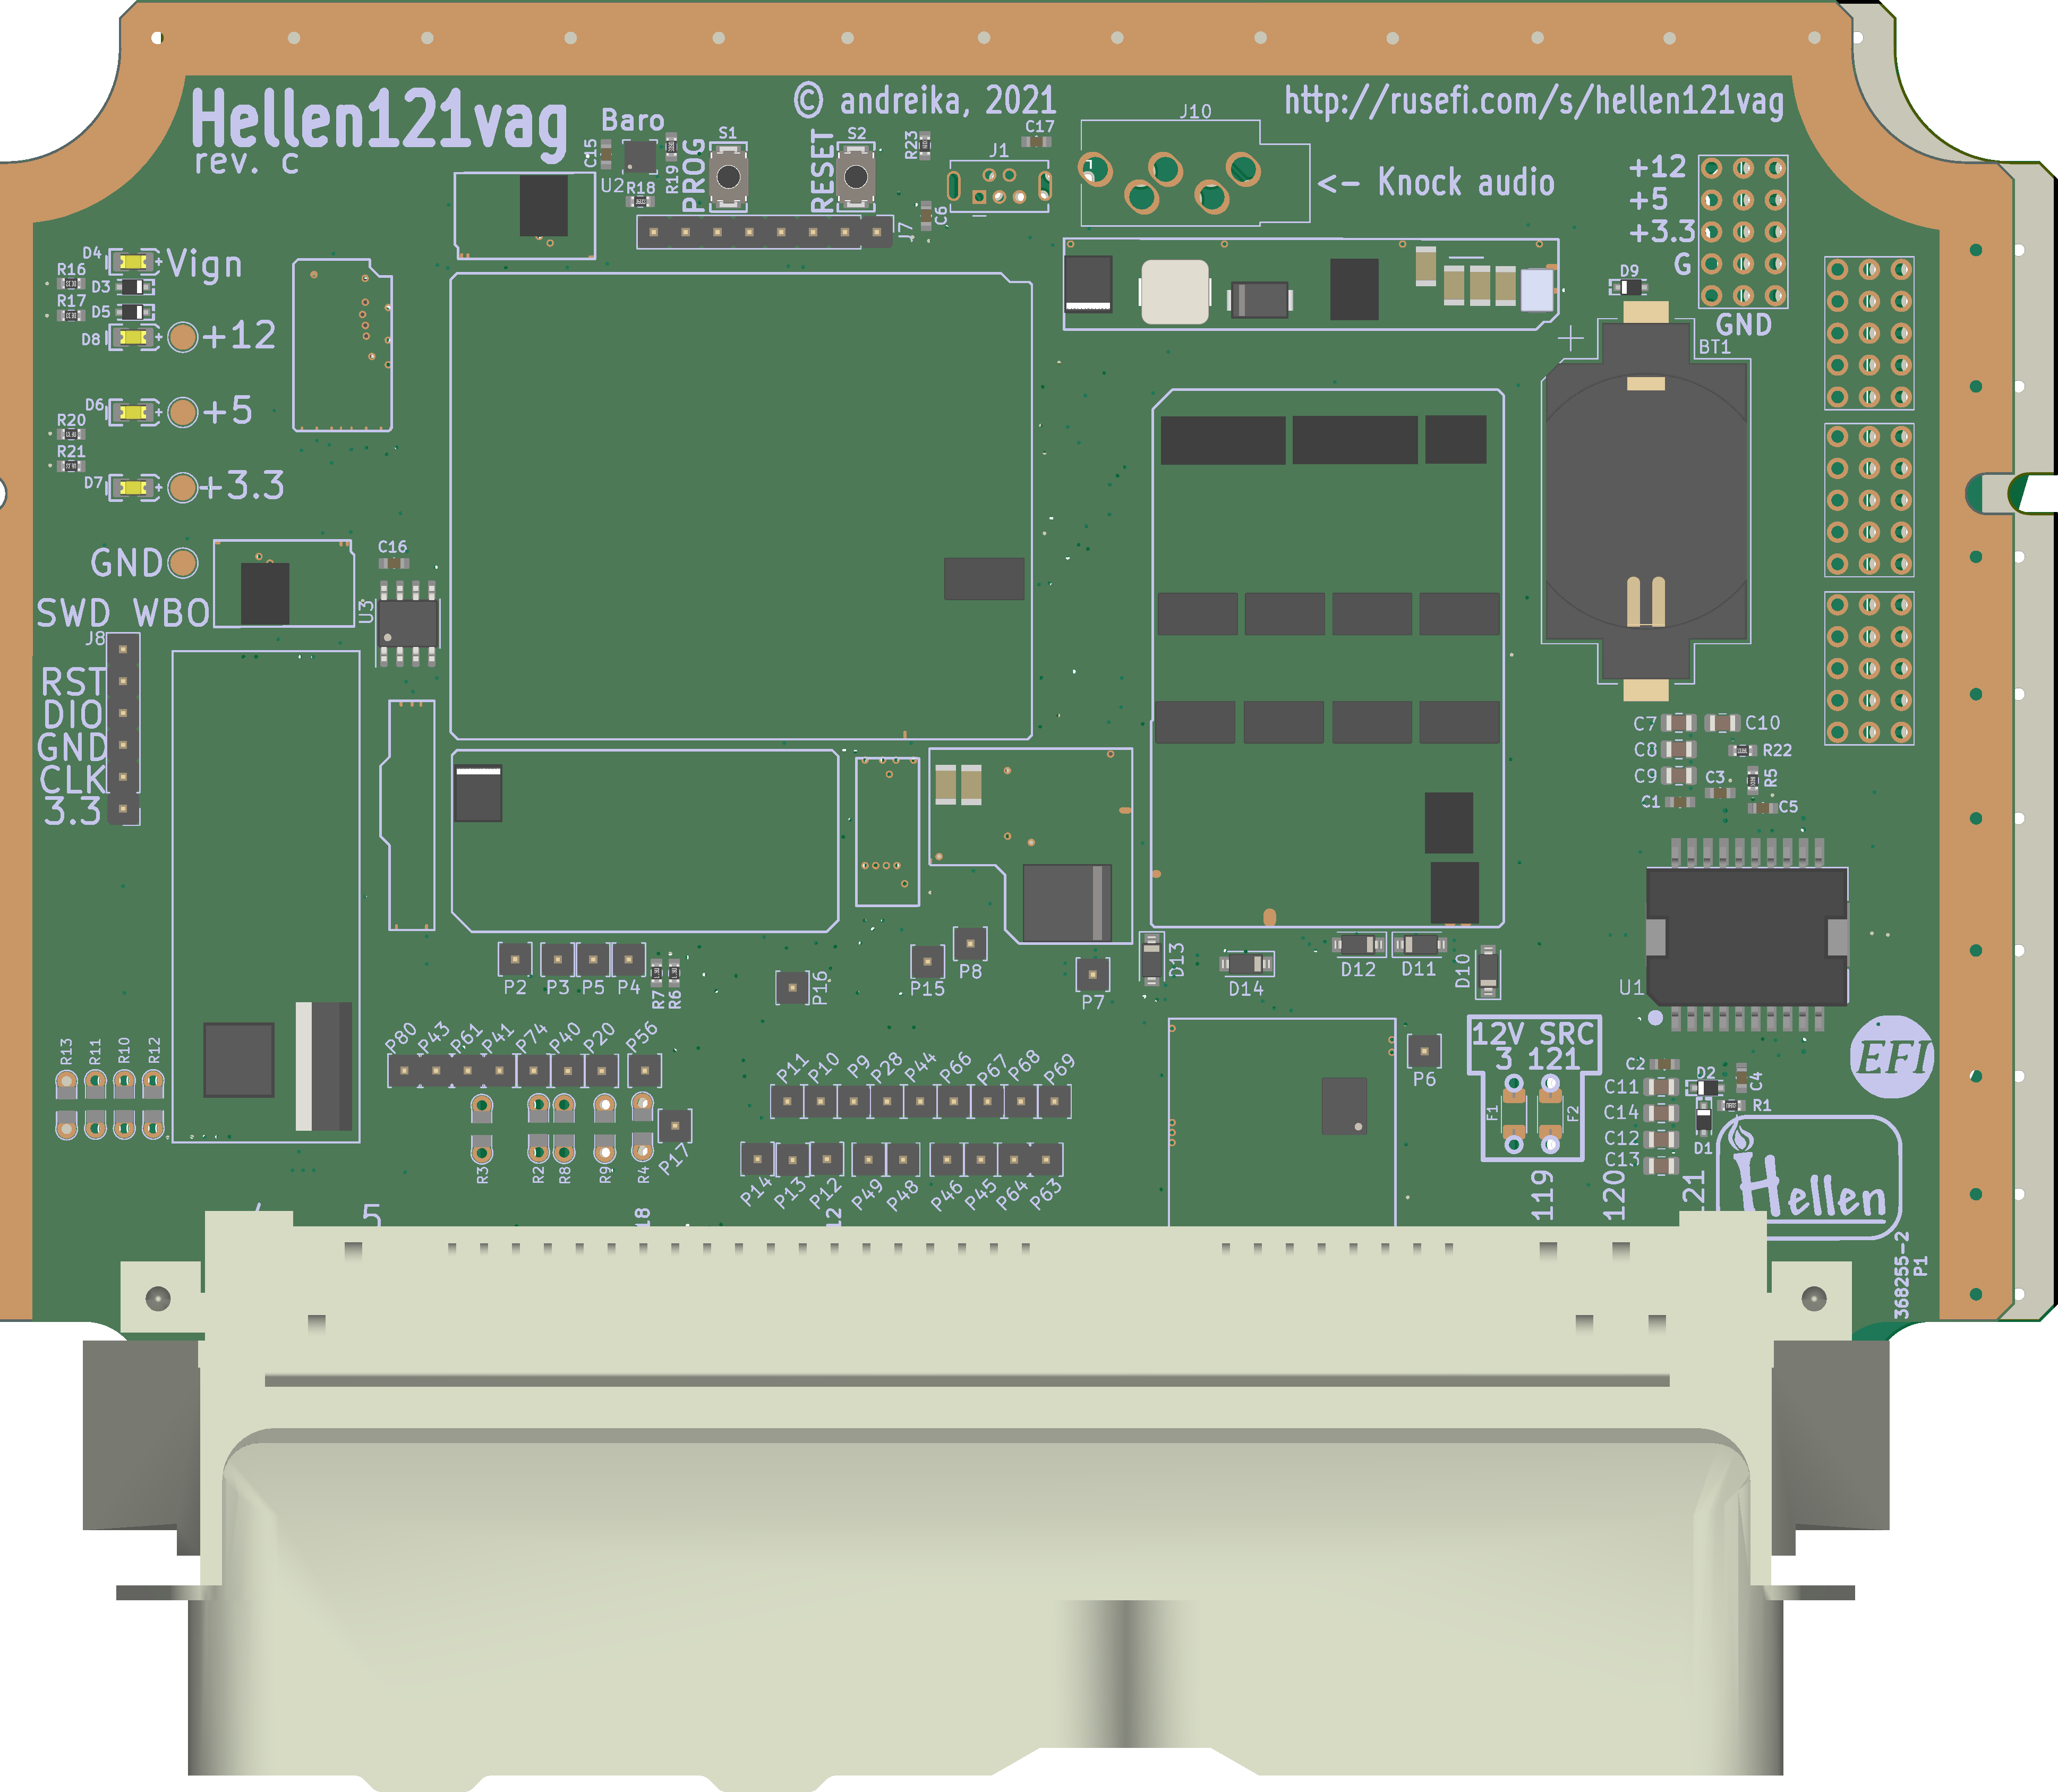 Hellen121vag
rev. c
© andreika, 2021
http://rusefi.com/s/hellen121vag
Baro
C15
U2
R18
R19
PROG
S1
RESET
S2
R23
C6
J7
J1
C17
J10
<- Knock audio
+12
+5
+3.3
G
GND
D9
BT1
+
D4
Vign
R16
D3
R17
D5
D8
+12
D6
+5
R20
R21
D7
+3.3
GND
C16
U3
SWD WBO
J8
RST
DIO
GND
CLK
3.3
C7
C10
C8
R22
C9
C3
R5
C1
C5
U1
P2
P3
P5
P4
R7
R6
P16
P15
P8
P7
D13
D14
D12
D11
D10
R13
R11
R10
R12
P80
P43
P61
P41
P74
P40
P20
P56
P11
P10
P9
P28
P44
P66
P67
P68
P69
P6
12V SRC
3 121
F1
F2
C2
D2
C4
C11
C14
R1
C12
D1
C13
EFI
R3
R2
R8
R9
R4
P17
P14
P13
P12
P49
P48
P46
P45
P64
P63
5
18
12
119
120
121
Hellen
368255-2
P1